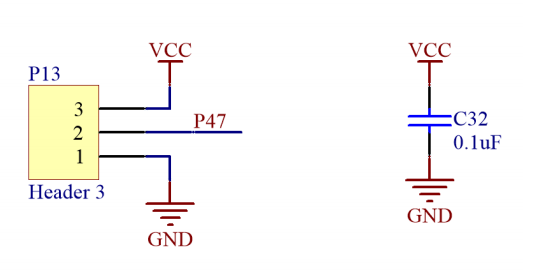 VCC
VCC
P13
3
P47
2
1
C32
0.1uF
Header 3
GND
GND